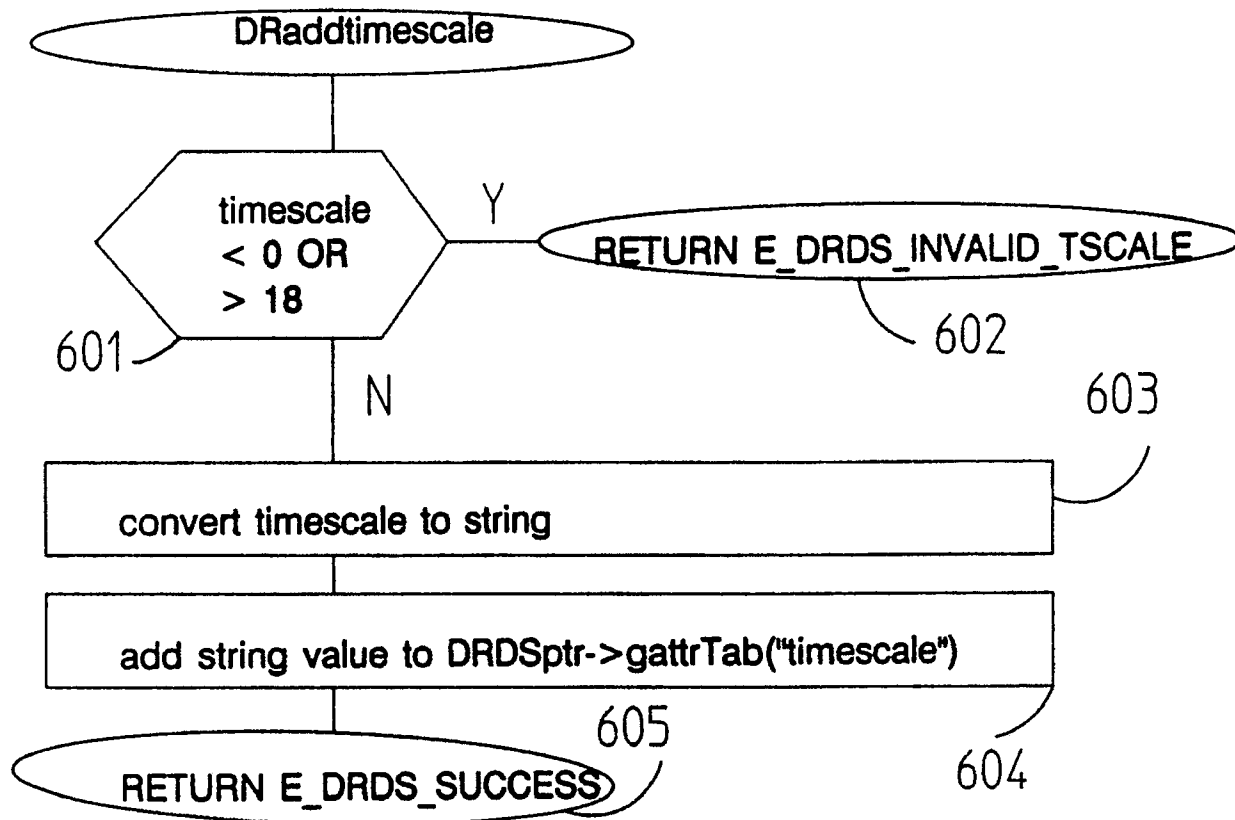 DRaddtimescale
timescale
< 0 OR
> 18
Y
RETURN E_DRDS_INVALID_TSCALE
601
602
N
603
convert timescale to string
add string value to DRDSptr->gattrTab("timescale")
605
604
RETURN E_DRDS_SUCCESS